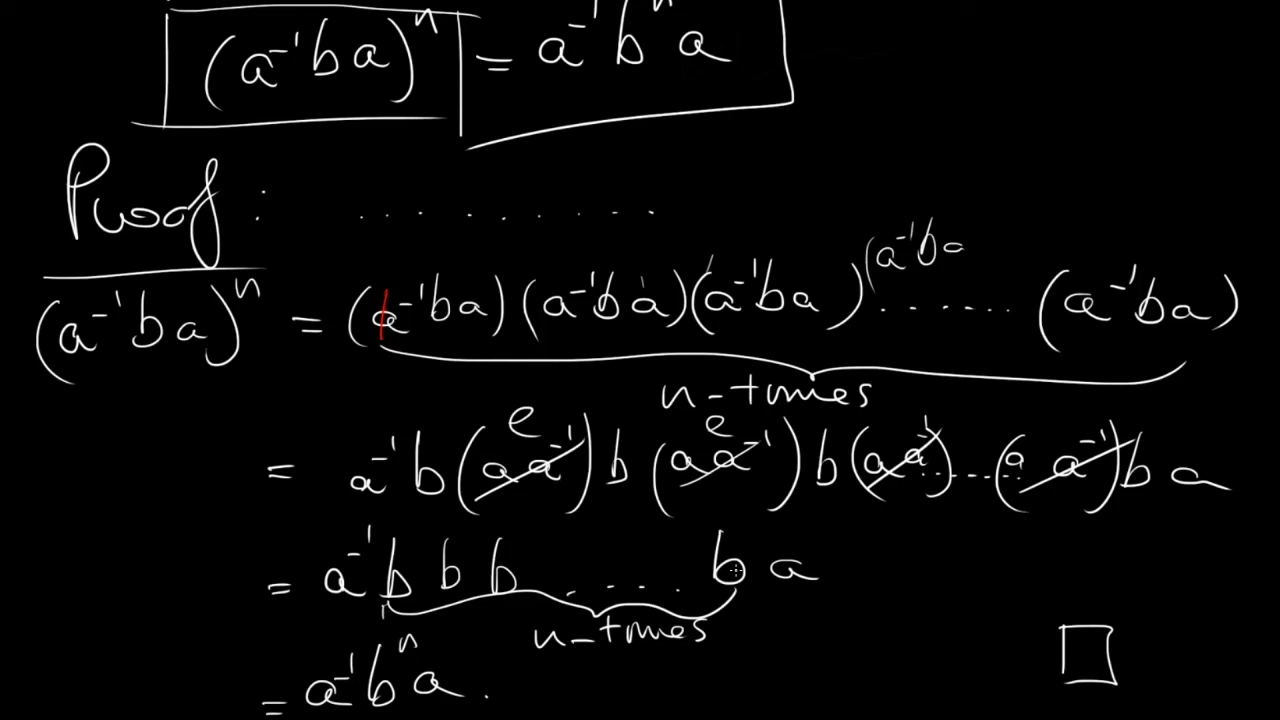 (a⁻¹ba)ⁿ = a⁻¹bⁿa
Proof : . . . . . . . . . .
(a⁻¹ba)ⁿ = (a⁻¹ba)(a⁻¹ba)(a⁻¹ba)(a⁻¹ba ...... (a⁻¹ba)
n-times
e e
= a⁻¹b(aa⁻¹)b(aa⁻¹)b(aa⁻¹)......(aa⁻¹)ba
= a⁻¹bbb.....ba
n-times
= a⁻¹bⁿa.